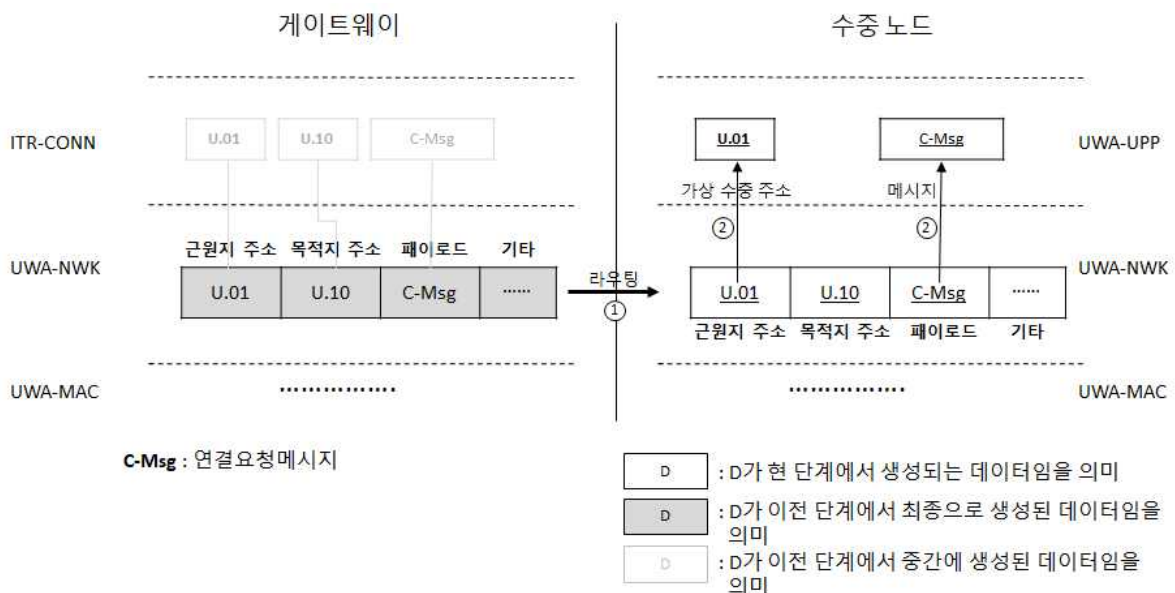 게이트웨이
수중 노드
ITR-CONN
U.01
U.10
C-Msg
U.01
C-Msg
UWA-UPP
가상 수중 주소
메시지
②
②
UWA-NWK
근원지 주소
목적지 주소
패이로드
기타
U.01
U.10
C-Msg
......
라우팅
①
U.01
U.10
C-Msg
......
UWA-NWK
근원지 주소
목적지 주소
패이로드
기타
UWA-MAC
................
................
UWA-MAC
C-Msg : 연결요청메시지
D
: D가 현 단계에서 생성되는 데이터임을 의미
D
: D가 이전 단계에서 최종으로 생성된 데이터임을
의미
D
: D가 이전 단계에서 중간에 생성된 데이터임을
의미